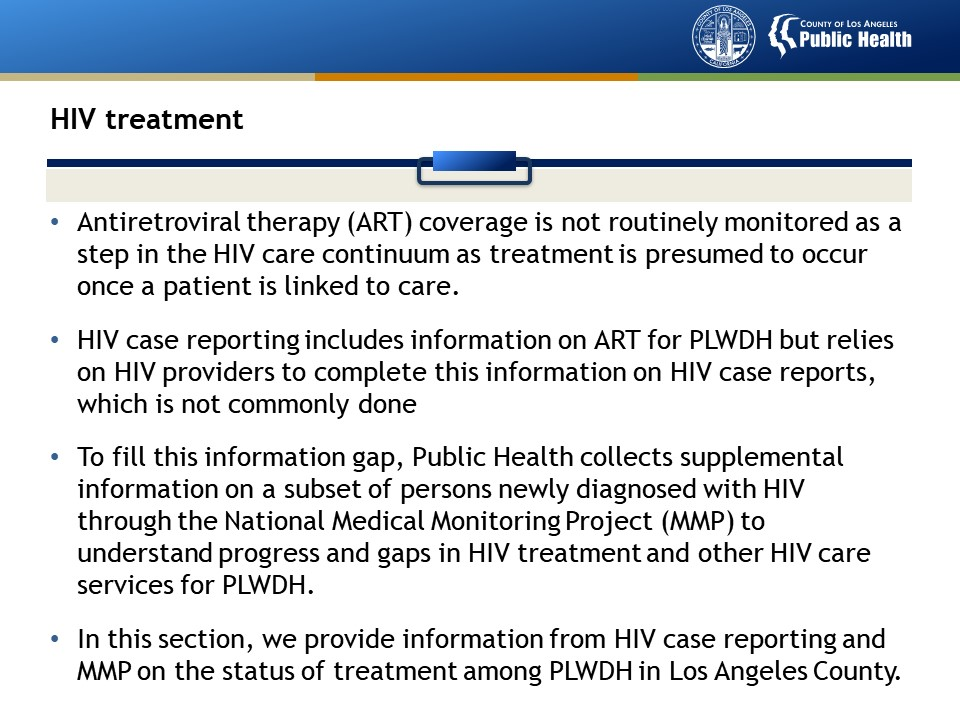 County of Los Angeles
Public Health
HIV treatment
• Antiretroviral therapy (ART) coverage is not routinely monitored as a
step in the HIV care continuum as treatment is presumed to occur
once a patient is linked to care.
• HIV case reporting includes information on ART for PLWDH but relies
on HIV providers to complete this information on HIV case reports,
which is not commonly done
• To fill this information gap, Public Health collects supplemental
information on a subset of persons newly diagnosed with HIV
through the National Medical Monitoring Project (MMP) to
understand progress and gaps in HIV treatment and other HIV care
services for PLWDH.
• In this section, we provide information from HIV case reporting and
MMP on the status of treatment among PLWDH in Los Angeles County.